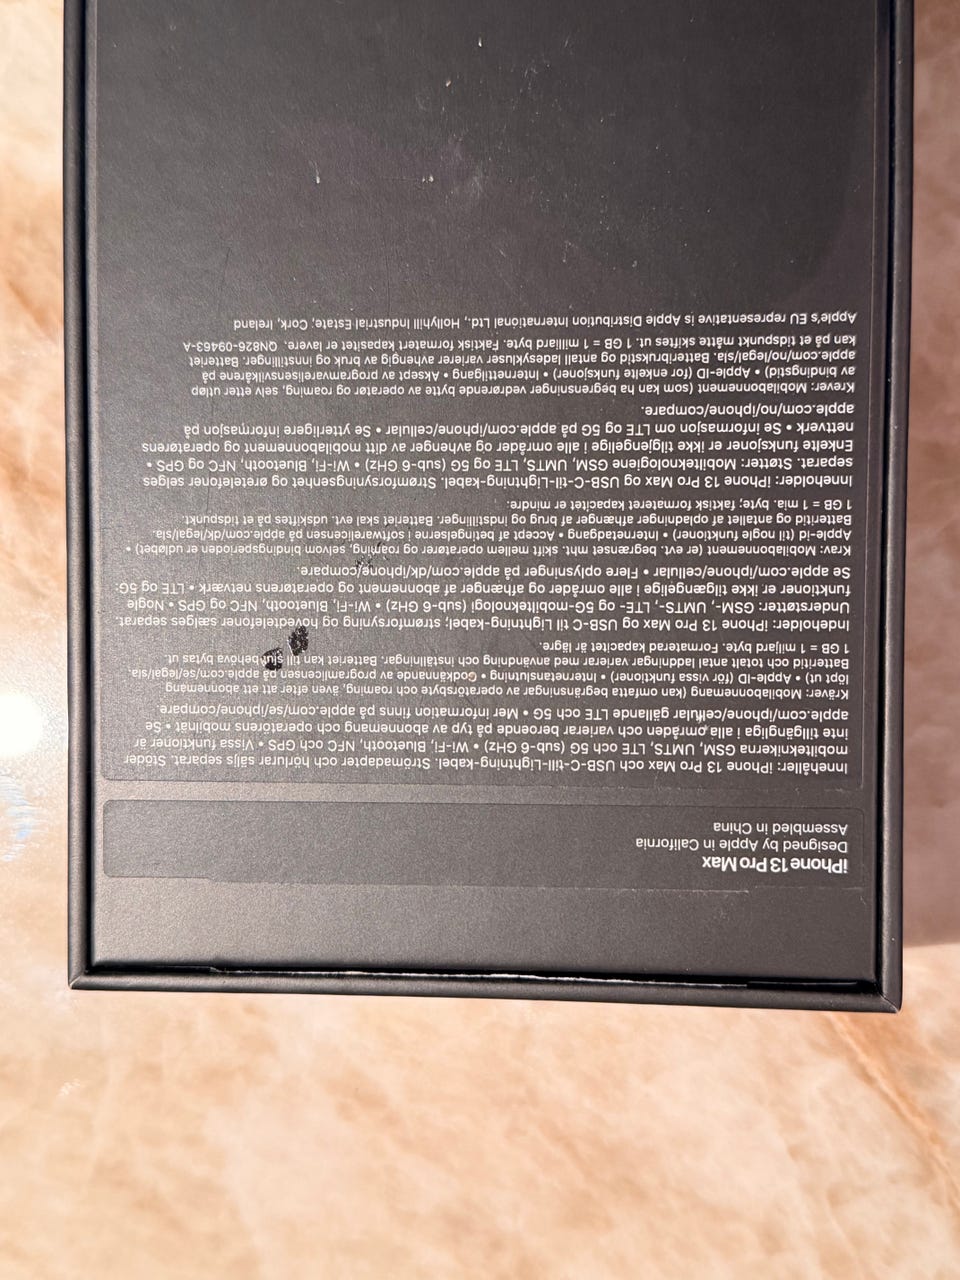 iPhone 13 Pro Max
Designed by Apple in California
Assembled in China
Innehåller: iPhone 13 Pro Max och USB-C-till-Lightning-kabel. Strömadapter och hörlurar säljs separat. Stöder
mobilteknikerna GSM, UMTS, LTE och 5G (sub-6 GHz) • Wi-Fi, Bluetooth, NFC och GPS • Vissa funktioner är
inte tillgängliga i alla områden och varierar beroende på typ av abonnemang och operatörens mobilnät • Se
apple.com/iphone/cellular gällande LTE och 5G • Mer information finns på apple.com/se/iphone/compare.
Kräver: Mobilabonnemang (kan omfatta begränsningar av operatörsbyte och roaming, även efter att ett abonnemang
löpt ut) • Apple-ID (för vissa funktioner) • Internetanslutning • Godkännande av programlicensen på apple.com/se/legal/sla.
Batteritid och totalt antal laddningar varierar med användning och inställningar. Batteriet kan till slut behöva bytas ut.
1 GB = 1 miljard byte. Formaterad kapacitet är lägre.
Indeholder: iPhone 13 Pro Max og USB-C til Lightning-kabel; strømforsyning og hovedtelefoner sælges separat.
Understøtter: GSM-, UMTS-, LTE- og 5G-mobilteknologi (sub-6 GHz) • Wi-Fi, Bluetooth, NFC og GPS • Nogle
funktioner er ikke tilgængelige i alle områder og afhænger af abonnement og operatørens netværk • LTE og 5G:
Se apple.com/iphone/cellular • Flere oplysninger på apple.com/dk/iphone/compare.
Krav: Mobilabonnement (er evt. begrænset mht. skift mellem operatører og roaming, selvom bindingsperioden er udløbet) •
Apple-id (til nogle funktioner) • Internetadgang • Accept af betingelserne i softwarelicensen på apple.com/dk/legal/sla.
Batteritid og antallet af opladninger afhænger af brug og indstillinger. Batteriet skal evt. udskiftes på et tidspunkt.
1 GB = 1 mia. byte; faktisk formateret kapacitet er mindre.
Inneholder: iPhone 13 Pro Max og USB-C-til-Lightning-kabel. Strømforsyningsenhet og øretelefoner selges
separat. Støtter: Mobilteknologiene GSM, UMTS, LTE og 5G (sub-6 GHz) • Wi-Fi, Bluetooth, NFC og GPS •
Enkelte funksjoner er ikke tilgjengelige i alle områder og avhenger av ditt mobilabonnement og operatørens
nettverk • Se informasjon om LTE og 5G på apple.com/iphone/cellular • Se ytterligere informasjon på
apple.com/no/iphone/compare.
Krever: Mobilabonnement (som kan ha begrensninger vedrørende bytte av operatør og roaming, selv etter utløp
av bindingstid) • Apple-ID (for enkelte funksjoner) • Internettilgang • Aksept av programvarelisensvilkårene på
apple.com/no/legal/sla. Batteribrukstid og antall ladesykluser varierer avhengig av bruk og innstillinger. Batteriet
kan på et tidspunkt måtte skiftes ut. 1 GB = 1 milliard byte. Faktisk formatert kapasitet er lavere. QN826-09463-A
Apple's EU representative is Apple Distribution International Ltd., Hollyhill Industrial Estate, Cork, Ireland